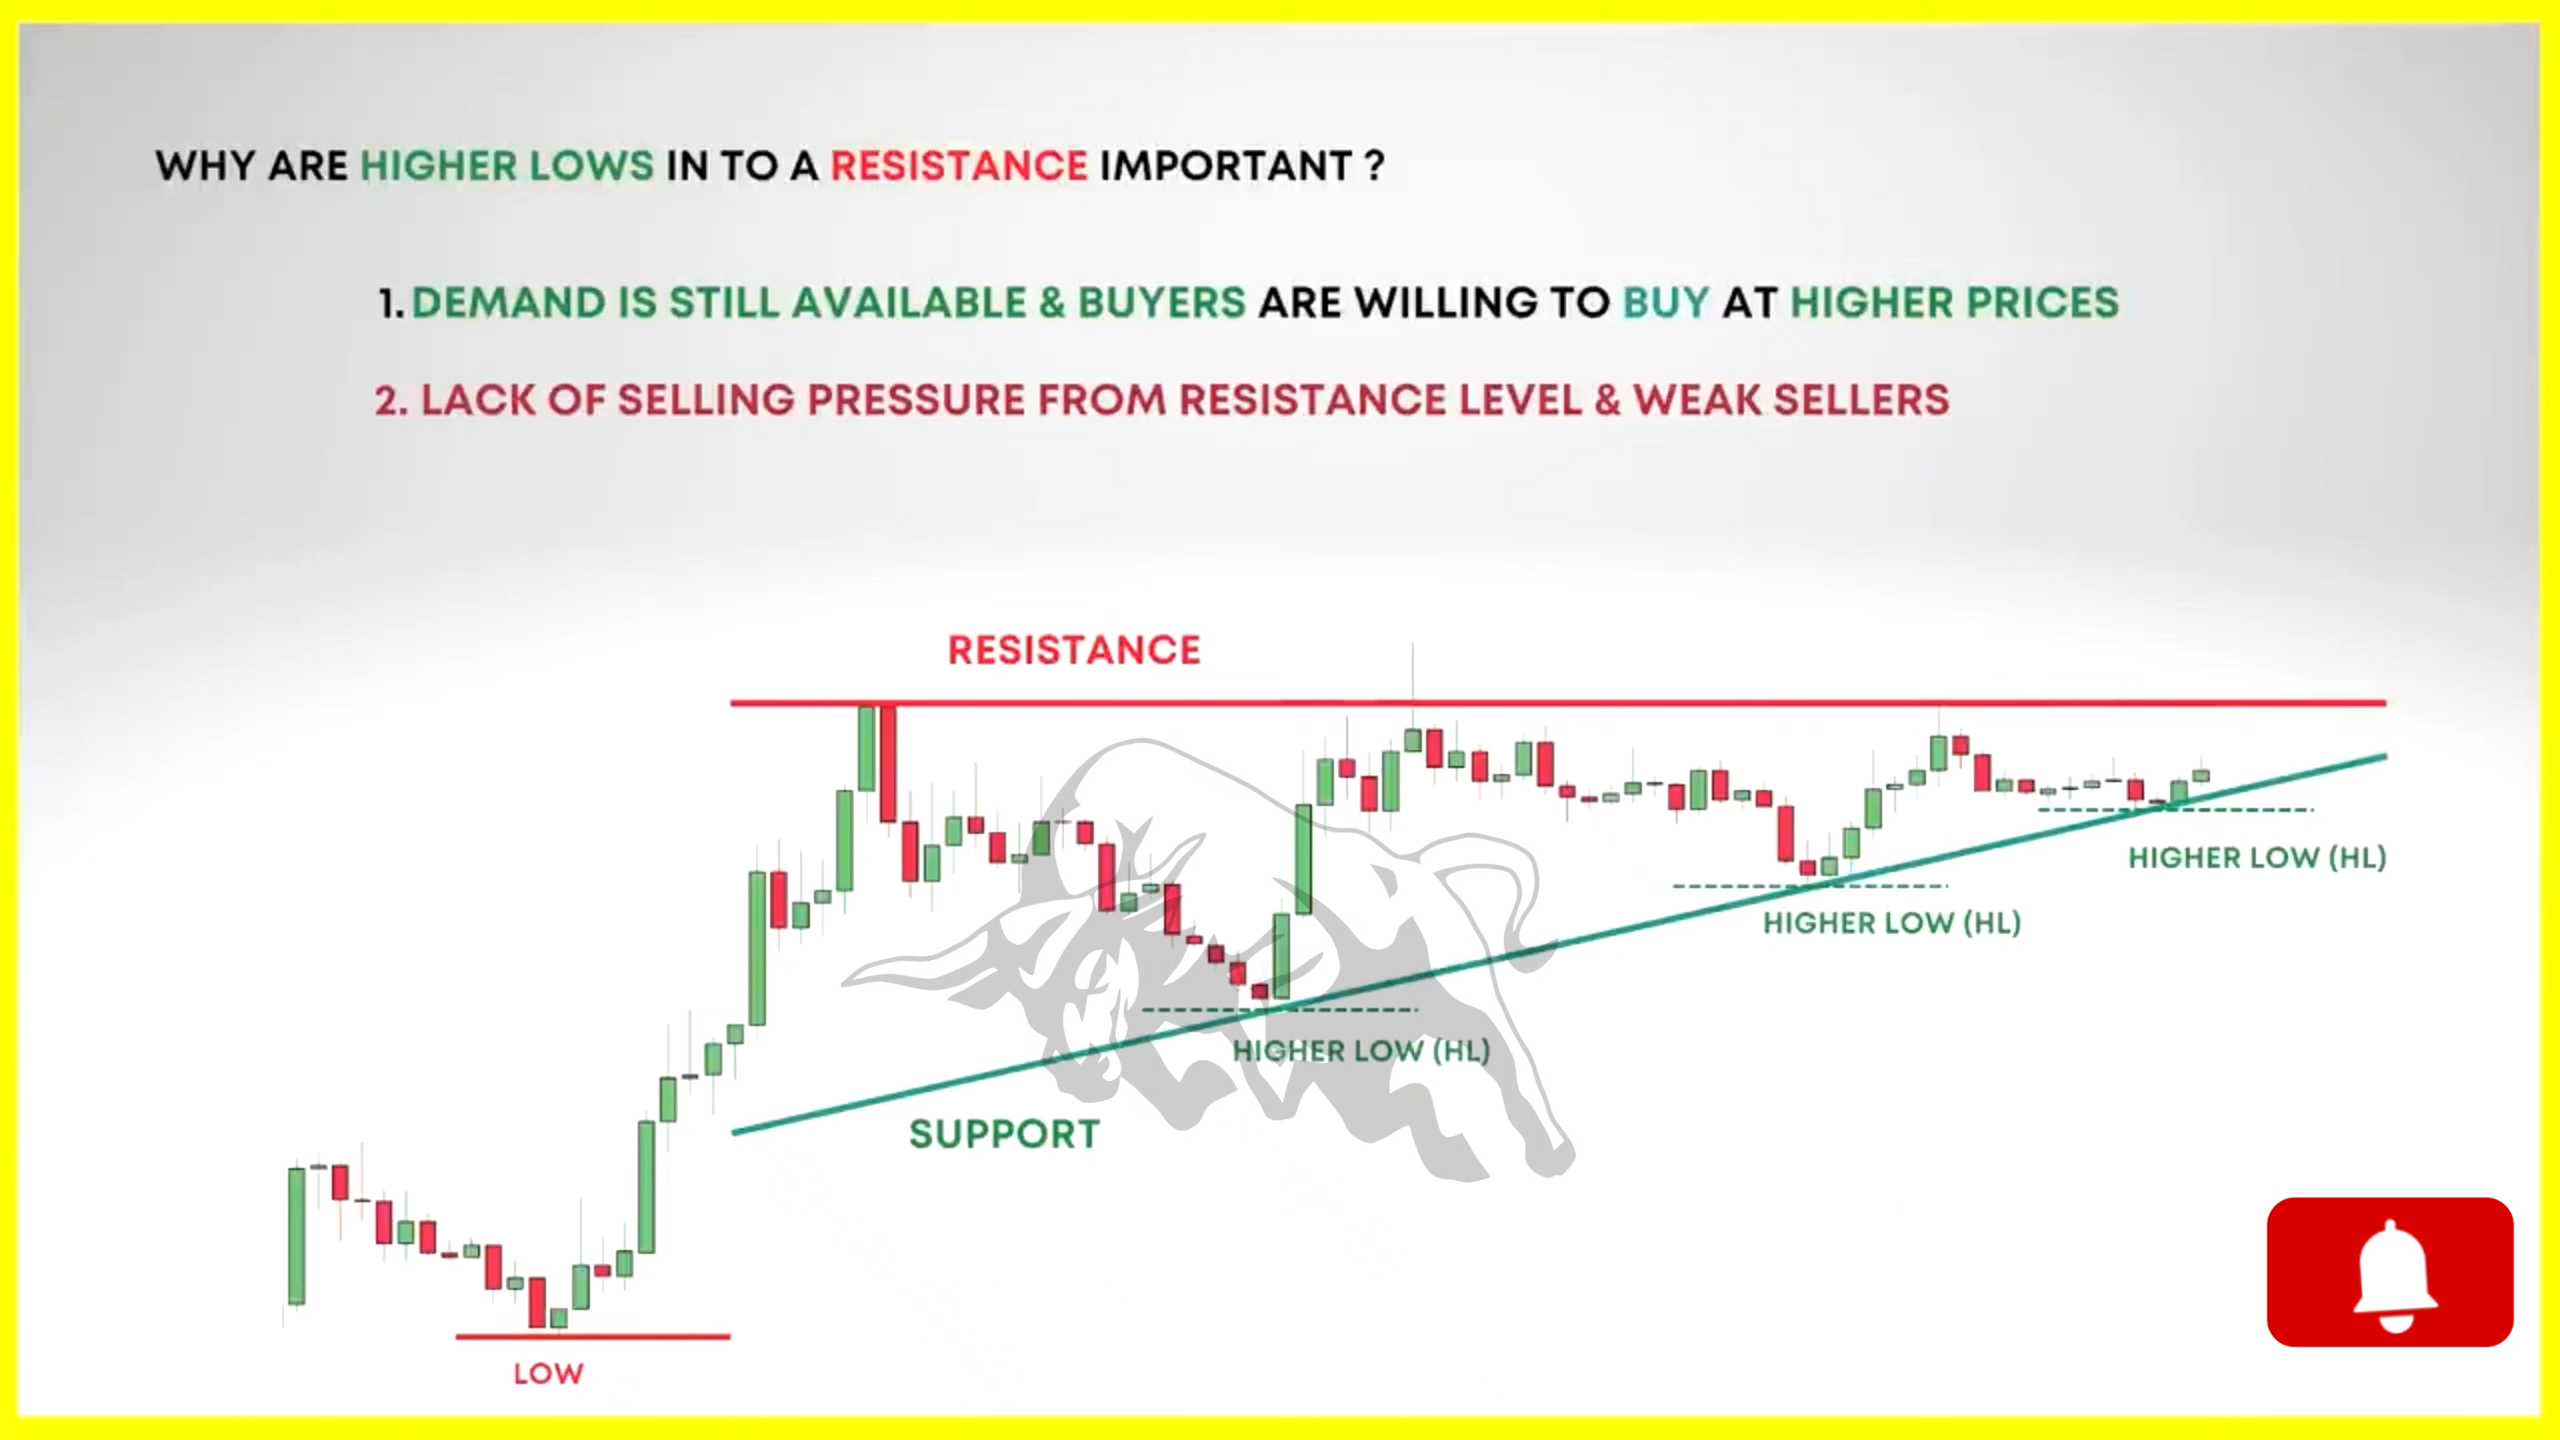 WHY ARE HIGHER LOWS IN TO A RESISTANCE IMPORTANT ?
1. DEMAND IS STILL AVAILABLE & BUYERS ARE WILLING TO BUY AT HIGHER PRICES
2. LACK OF SELLING PRESSURE FROM RESISTANCE LEVEL & WEAK SELLERS
RESISTANCE
HIGHER LOW (HL)
HIGHER LOW (HL)
HIGHER LOW (HL)
SUPPORT
LOW